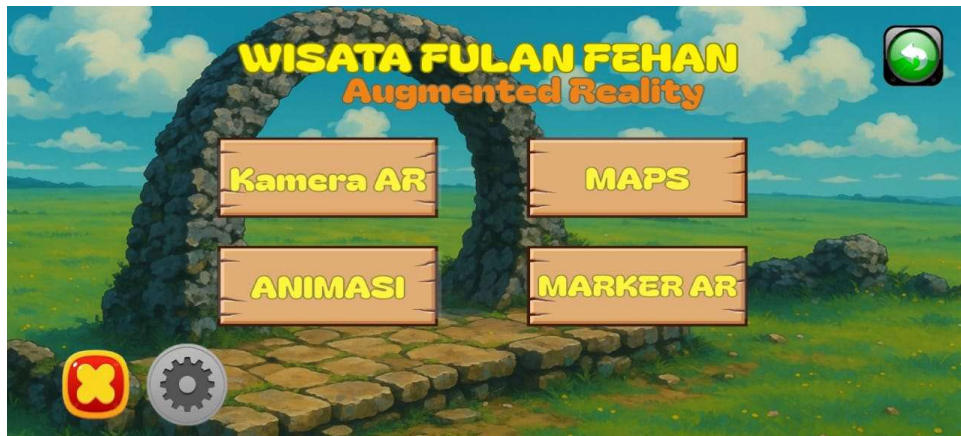 WISATA FULAN FEHAN
Augmented Reality
Kamera AR
MAPS
ANIMASI
MARKER AR